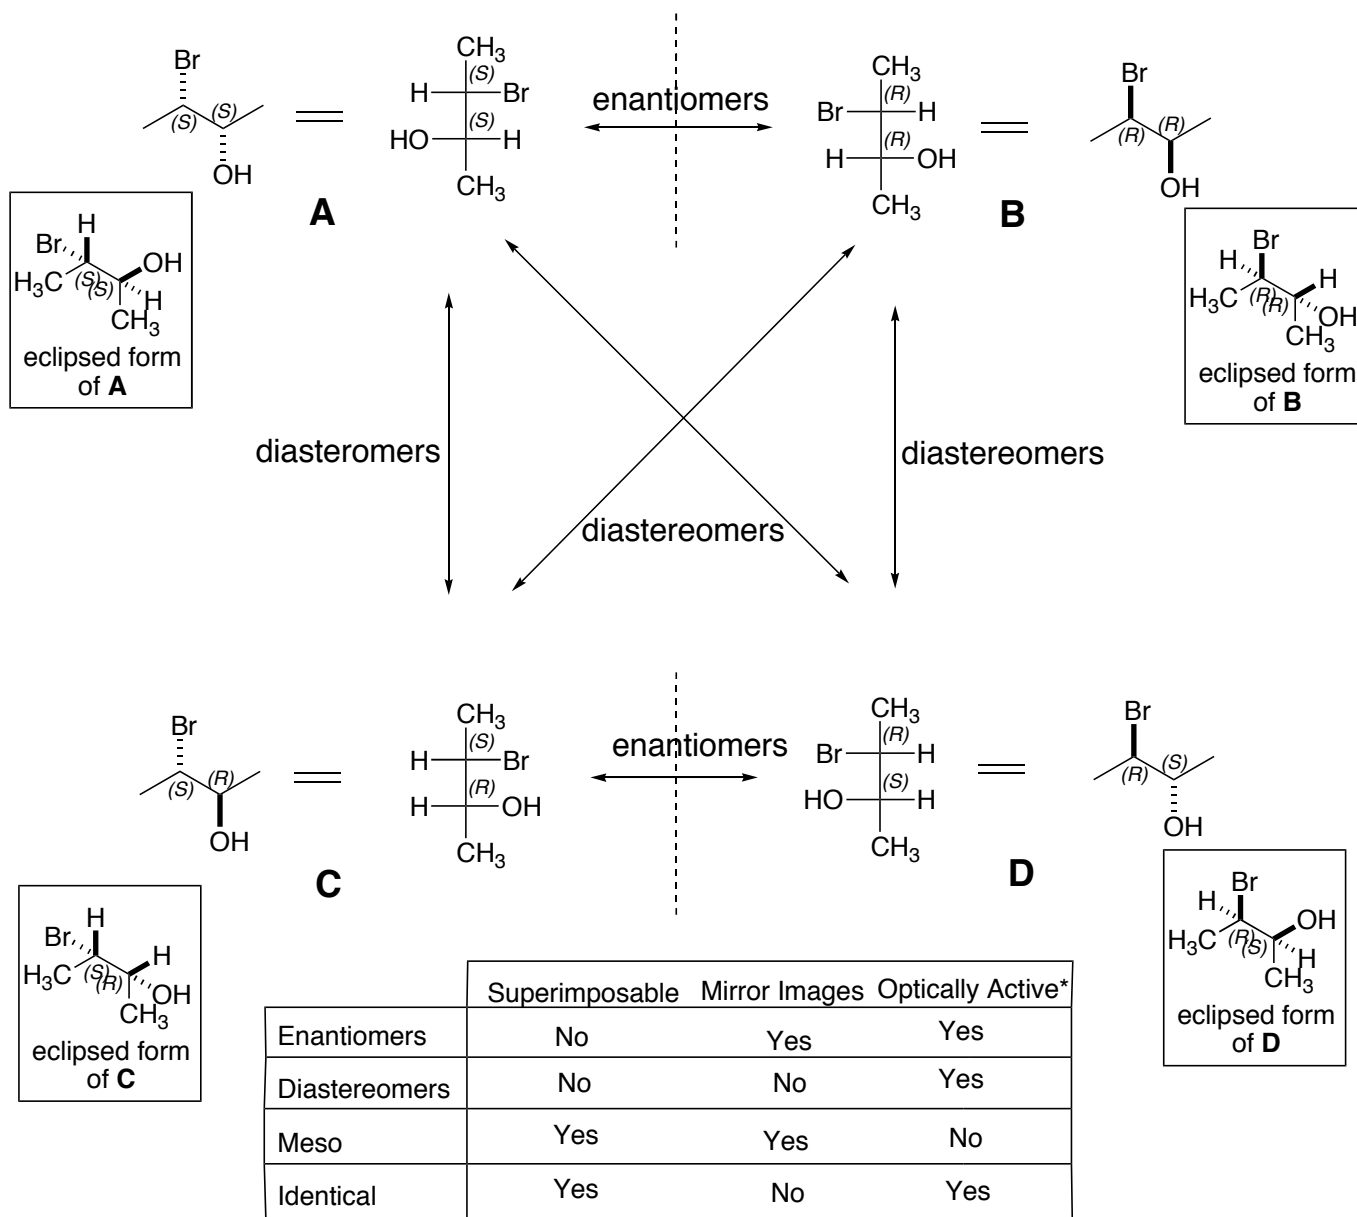 Br
(S)
(S)
OH
CH3
(S)
H
Br
(S)
HO
H
CH3
enantiomers
CH3
(R)
Br
H
(R)
H
OH
CH3
Br
(R)
(R)
OH
A
B
H
Br
OH
H3C
(S)
(S)
H
CH3
eclipsed form
of A
Br
H
H
H3C
(R)
(R)
OH
CH3
eclipsed form
of B
diasteromers
diastereomers
diastereomers
Br
(S)
(R)
OH
CH3
(S)
H
Br
(R)
H
OH
CH3
enantiomers
CH3
(R)
Br
H
(S)
HO
H
CH3
Br
(S)
(R)
OH
C
D
H
Br
H
H3C
(S)
(R)
OH
CH3
eclipsed form
of C
Br
H
OH
H3C
(R)
(S)
H
CH3
eclipsed form
of D
Superimposable Mirror Images Optically Active*
Enantiomers No Yes Yes
Diastereomers No No Yes
Meso Yes Yes No
Identical Yes No Yes